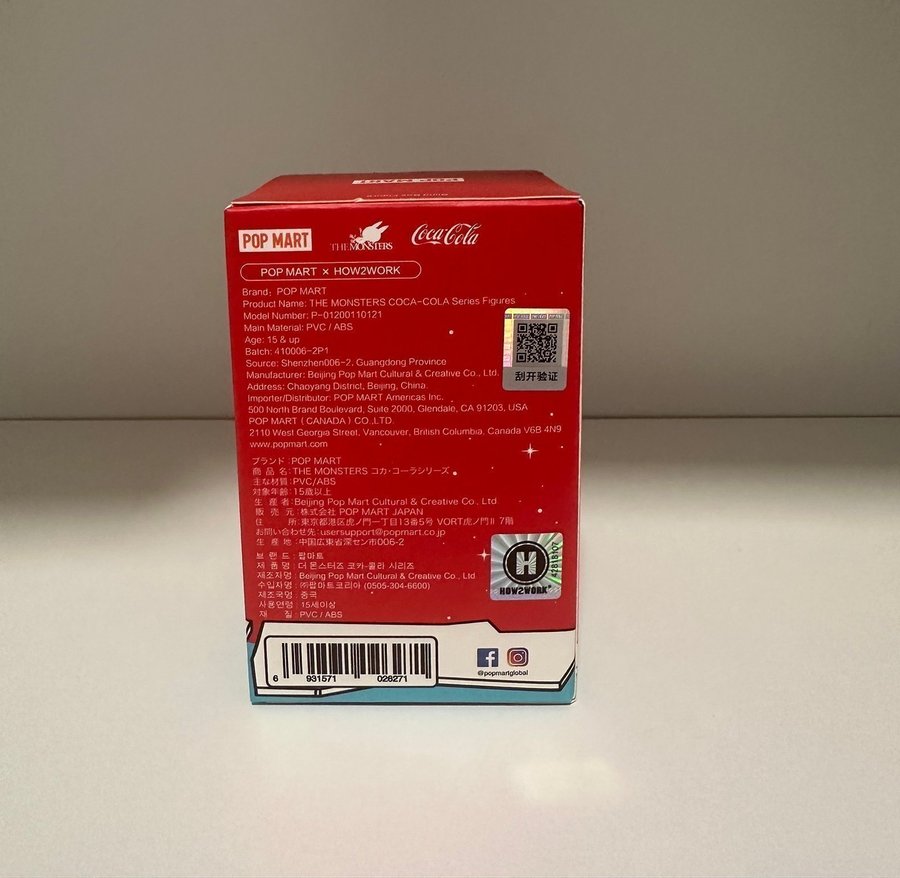 POP MART
POP MART THE MONSTERS Coca-Cola
POP MART × HOW2WORK
Brand: POP MART
Product Name: THE MONSTERS COCA-COLA Series Figures
Model Number: P-01200110121
Main Material: PVC / ABS
Age: 15 & up
Batch: 410006-2P1
Source: Shenzhen006-2, Guangdong Province
Manufacturer: Beijing Pop Mart Cultural & Creative Co., Ltd.
Address: Chaoyang District, Beijing, China.
Importer/Distributor: POP MART Americas Inc.
500 North Brand Boulevard, Suite 2000, Glendale, CA 91203, USA
POP MART (CANADA) CO.,LTD.
2110 West Georgia Street, Vancouver, British Columbia, Canada V6B 4N9
www.popmart.com
刮开验证
ブランド:POP MART
商 品 名:THE MONSTERS コカ・コーラシリーズ
主な材質:PVC/ABS
対象年齢:15歳以上
生 産 者:Beijing Pop Mart Cultural & Creative Co., Ltd
販 売 元:株式会社 POP MART JAPAN
住 所:東京都港区虎ノ門一丁目13番5号 VORT虎ノ門Ⅱ 7階
お問い合わせ先:usersupport@popmart.co.jp
生 産 地:中国広東省深セン市006-2
브 랜 드 : 팝마트
제 품 명 : 더 몬스터즈 코카-콜라 시리즈
제조자명 : Beijing Pop Mart Cultural & Creative Co., Ltd
수입자명 : ㈜팝마트코리아 (0505-304-6600)
제조국명 : 중국
사용연령 : 15세이상
재 질 : PVC / ABS
H
HOW2WORK®
42818107
6 931571 026271
@popmartglobal